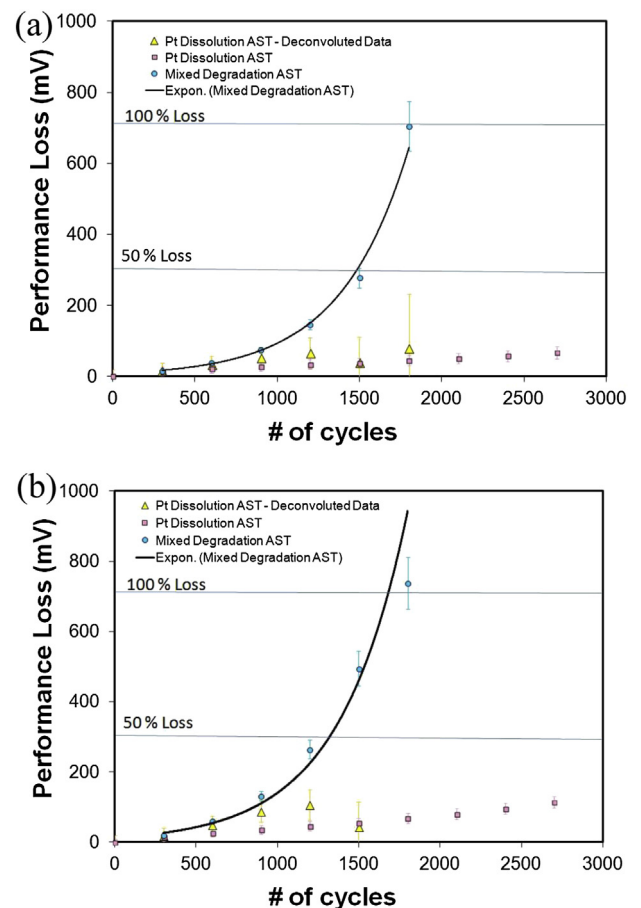 (a)
1000
800
600
400
200
0
Performance Loss (mV)
Pt Dissolution AST - Deconvoluted Data
Pt Dissolution AST
Mixed Degradation AST
Expon. (Mixed Degradation AST)
100 % Loss
50 % Loss
0 500 1000 1500 2000 2500 3000
# of cycles
(b)
1000
800
600
400
200
0
Performance Loss (mV)
Pt Dissolution AST - Deconvoluted Data
Pt Dissolution AST
Mixed Degradation AST
Expon. (Mixed Degradation AST)
100 % Loss
50 % Loss
0 500 1000 1500 2000 2500 3000
# of cycles